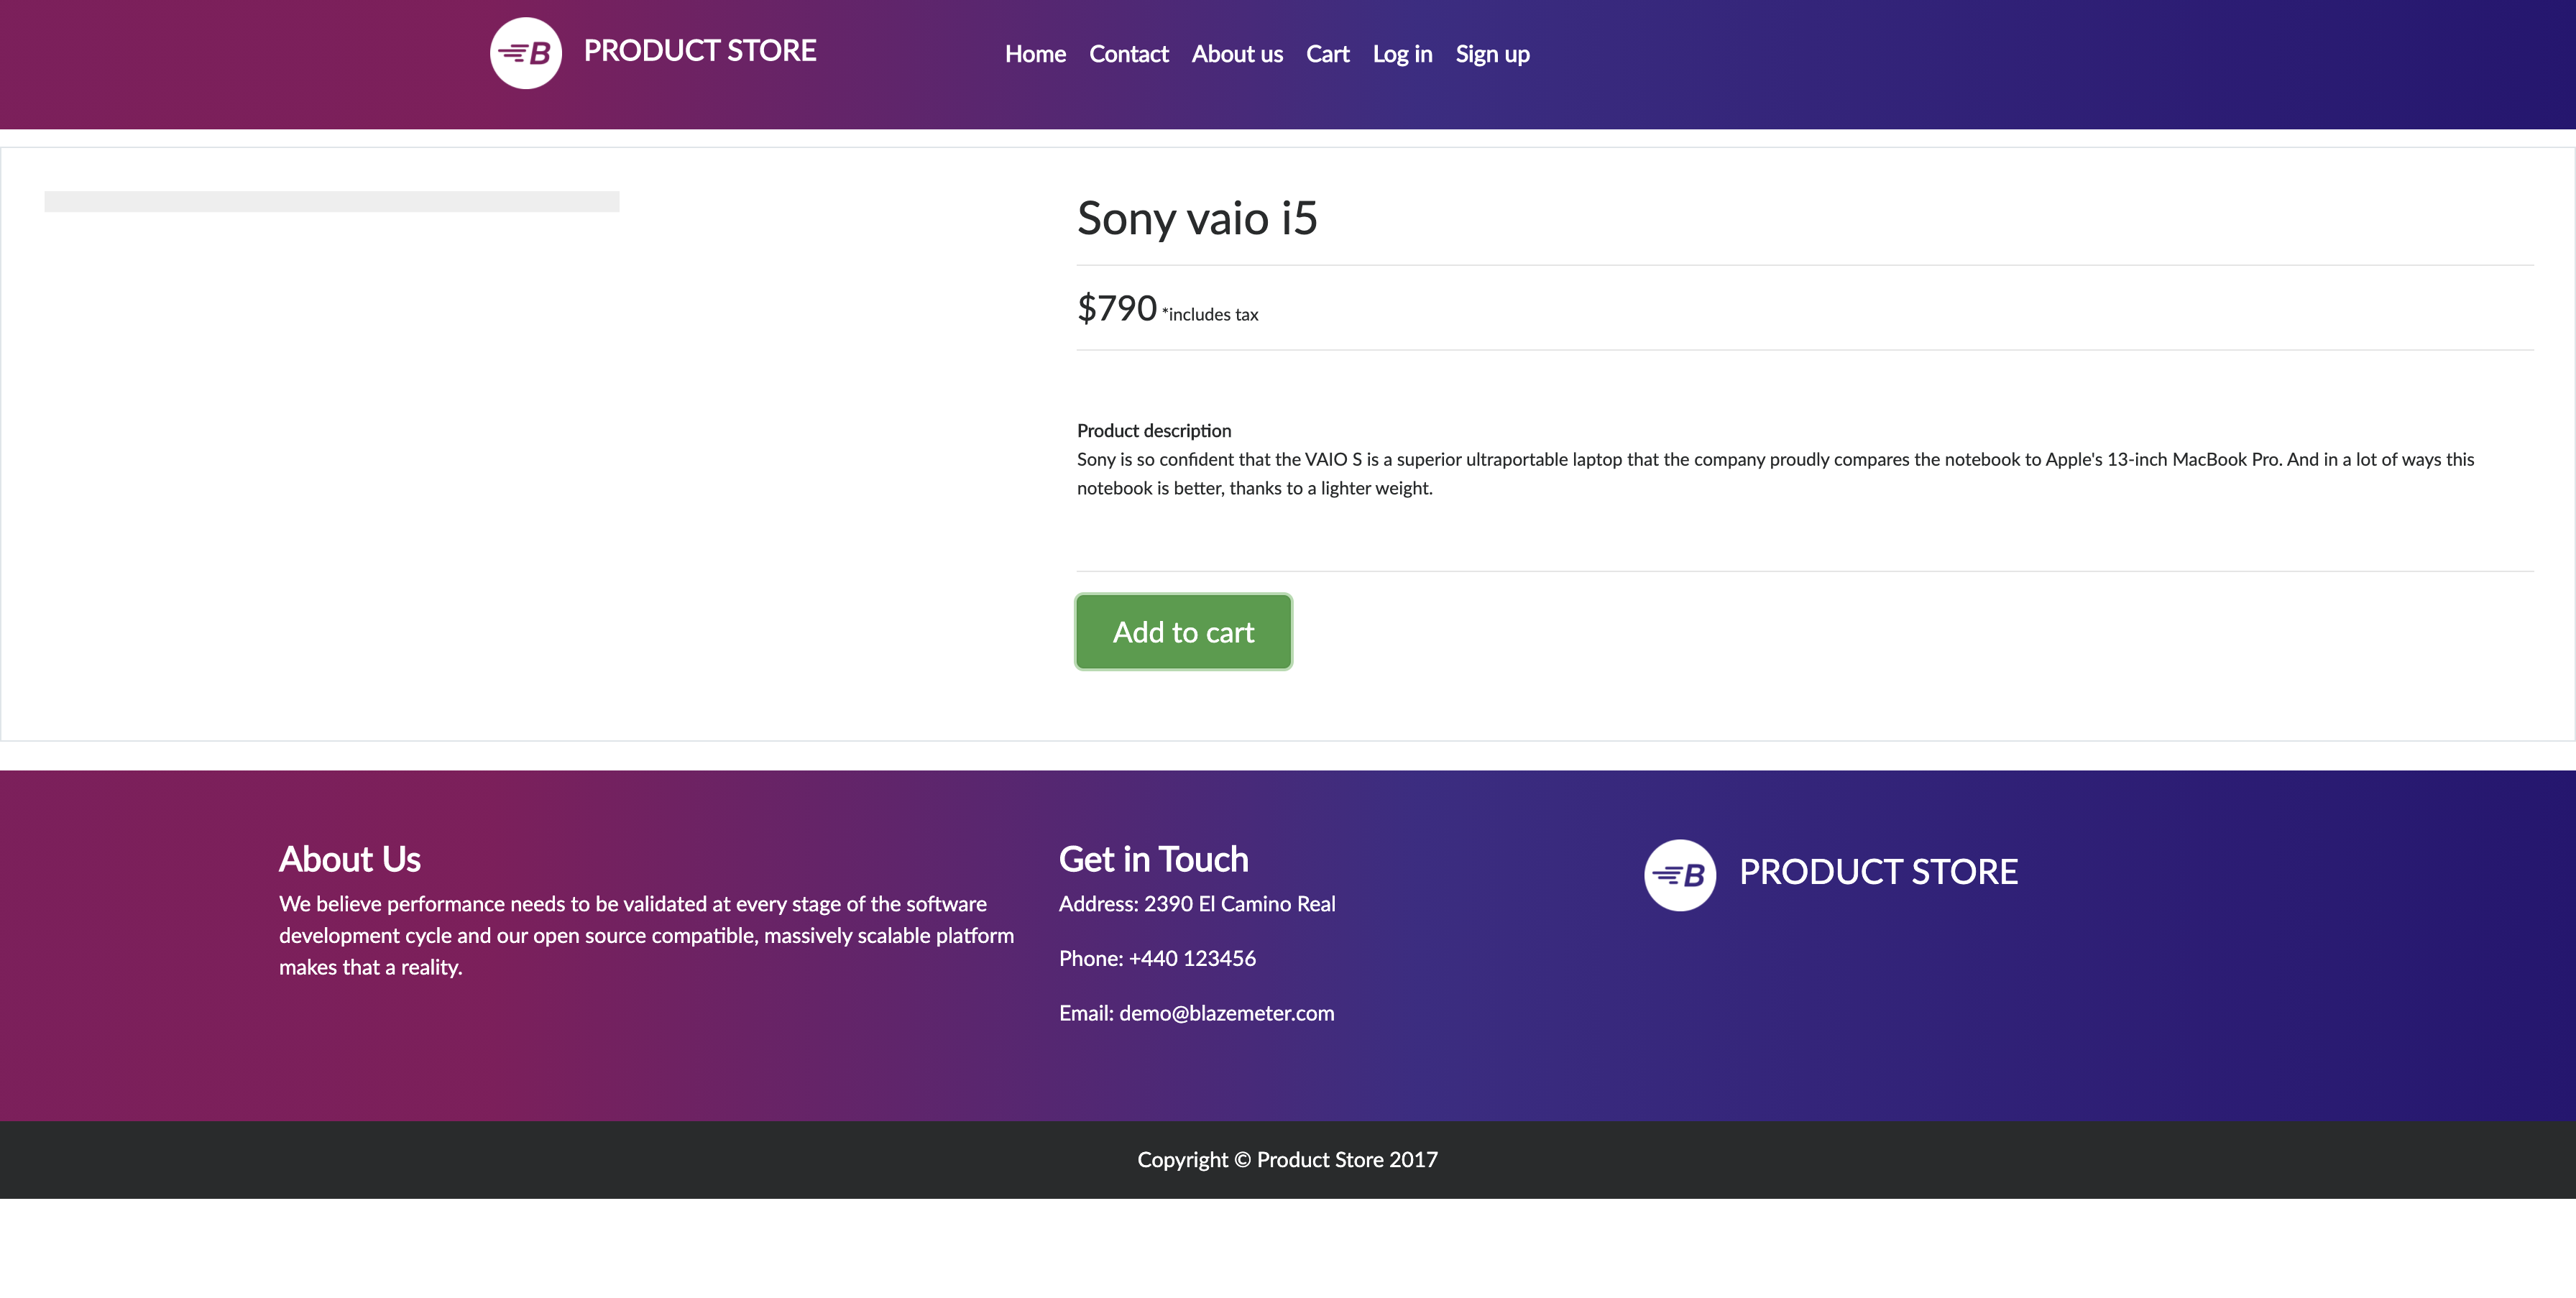 B PRODUCT STORE
Home Contact About us Cart Log in Sign up
Sony vaio i5
$790 *includes tax
Product description
Sony is so confident that the VAIO S is a superior ultraportable laptop that the company proudly compares the notebook to Apple's 13-inch MacBook Pro. And in a lot of ways this
notebook is better, thanks to a lighter weight.
Add to cart
About Us
We believe performance needs to be validated at every stage of the software
development cycle and our open source compatible, massively scalable platform
makes that a reality.
Get in Touch
Address: 2390 El Camino Real
Phone: +440 123456
Email: demo@blazemeter.com
B PRODUCT STORE
Copyright © Product Store 2017